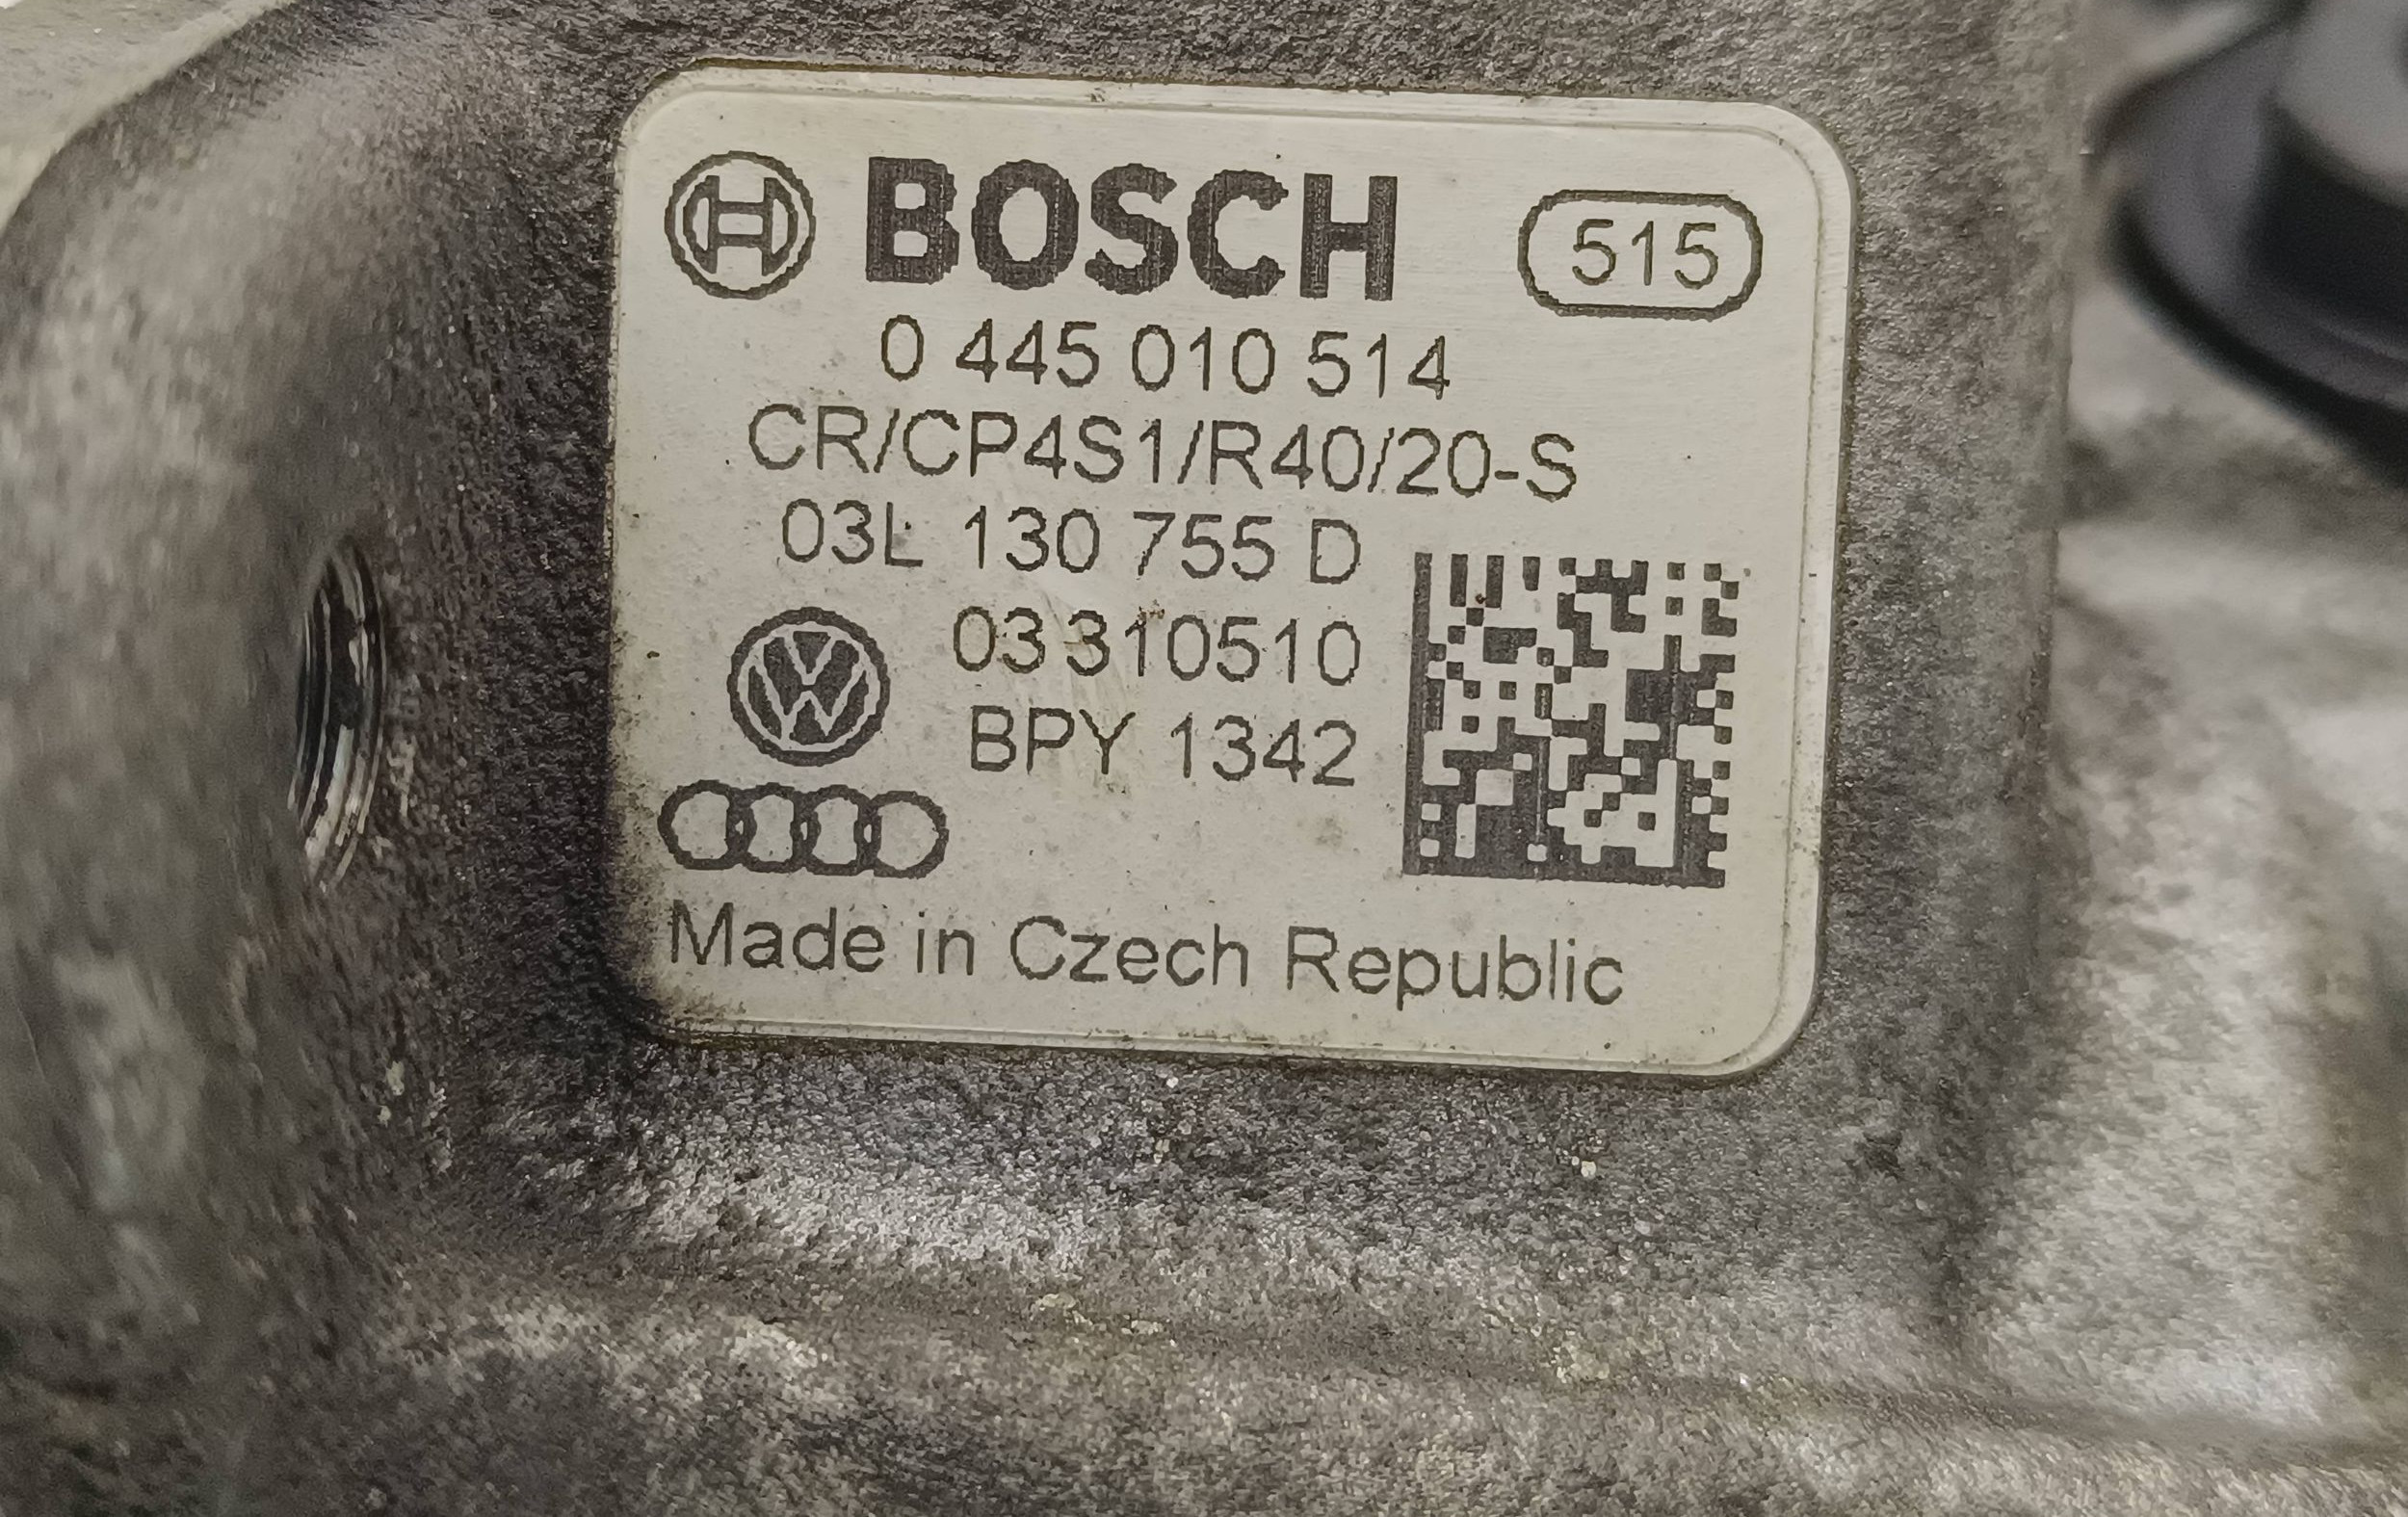 BOSCH 515
0 445 010 514
CR/CP4S1/R40/20-S
03L 130 755 D
03310510
BPY 1342
Made in Czech Republic